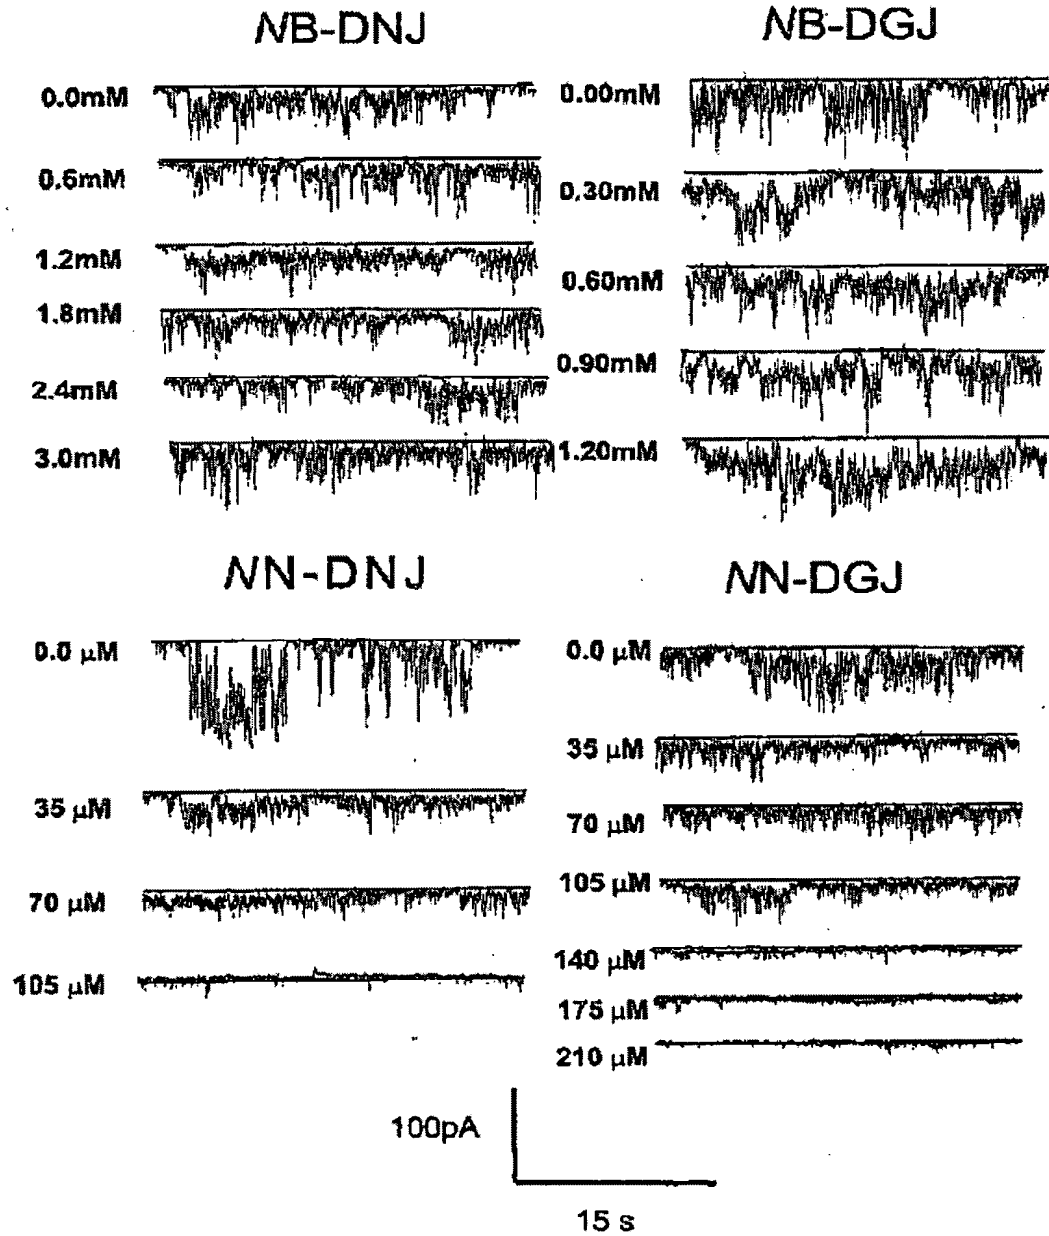 NB-DNJ
0.0mM
0.6mM
1.2mM
1.8mM
2.4mM
3.0mM
NB-DGJ
0.00mM
0.30mM
0.60mM
0.90mM
1.20mM
NN-DNJ
0.0 µM
35 µM
70 µM
105 µM
NN-DGJ
0.0 µM
35 µM
70 µM
105 µM
140 µM
175 µM
210 µM
100pA
15 s